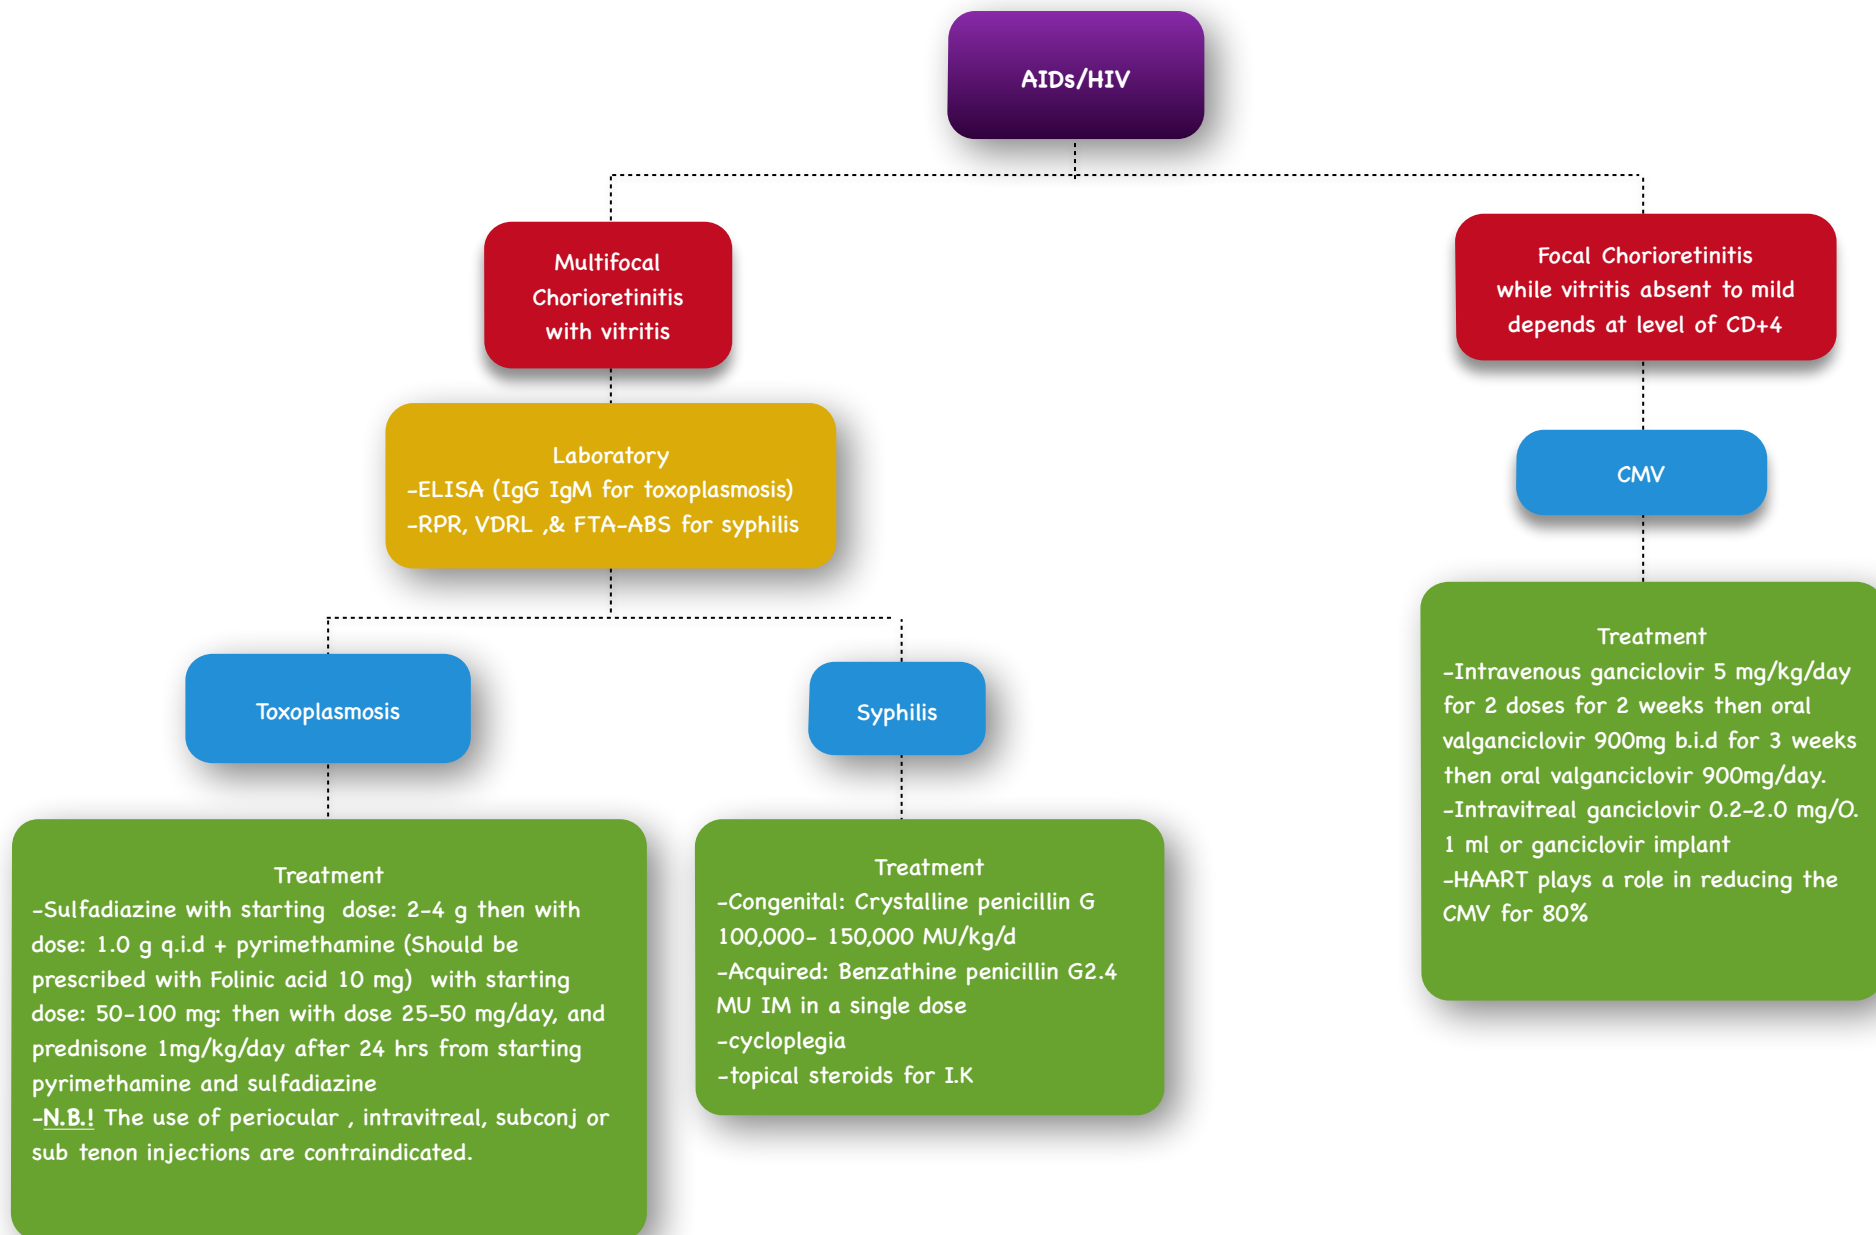 AIDs/HIV
Multifocal
Chorioretinitis
with vitritis
Focal Chorioretinitis
while vitritis absent to mild
depends at level of CD+4
Laboratory
-ELISA (IgG IgM for toxoplasmosis)
-RPR, VDRL ,& FTA-ABS for syphilis
CMV
Toxoplasmosis
Syphilis
Treatment
-Sulfadiazine with starting dose: 2-4 g then with
dose: 1.0 g q.i.d + pyrimethamine (Should be
prescribed with Folinic acid 10 mg) with starting
dose: 50-100 mg: then with dose 25-50 mg/day, and
prednisone 1mg/kg/day after 24 hrs from starting
pyrimethamine and sulfadiazine
-N.B.! The use of periocular , intravitreal, subconj or
sub tenon injections are contraindicated.
Treatment
-Congenital: Crystalline penicillin G
100,000- 150,000 MU/kg/d
-Acquired: Benzathine penicillin G2.4
MU IM in a single dose
-cycloplegia
-topical steroids for I.K
Treatment
-Intravenous ganciclovir 5 mg/kg/day
for 2 doses for 2 weeks then oral
valganciclovir 900mg b.i.d for 3 weeks
then oral valganciclovir 900mg/day.
-Intravitreal ganciclovir 0.2-2.0 mg/0.
1 ml or ganciclovir implant
-HAART plays a role in reducing the
CMV for 80%